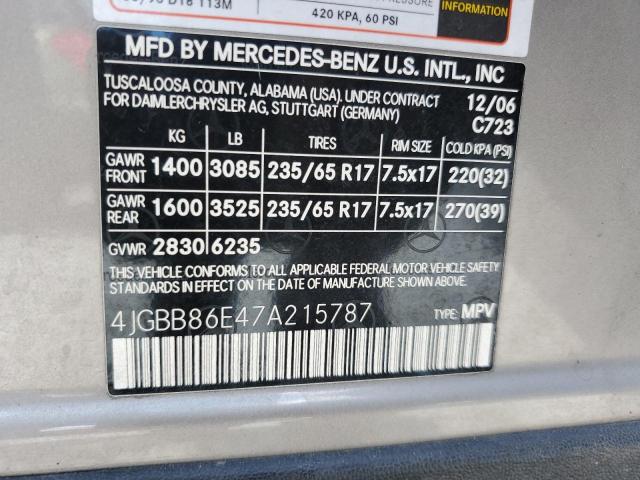 420 KPA, 60 PSI
INFORMATION
MFD BY MERCEDES-BENZ U.S. INTL., INC
TUSCALOOSA COUNTY, ALABAMA (USA). UNDER CONTRACT
FOR DAIMLERCHRYSLER AG, STUTTGART (GERMANY)
12/06
C723
KG LB TIRES RIM SIZE COLD KPA (PSI)
GAWR FRONT 1400 3085 235/65 R17 7.5x17 220(32)
GAWR REAR 1600 3525 235/65 R17 7.5x17 270(39)
GVWR 2830 6235
THIS VEHICLE CONFORMS TO ALL APPLICABLE FEDERAL MOTOR VEHICLE SAFETY
STANDARDS IN EFFECT ON THE DATE OF MANUFACTURE SHOWN ABOVE
4JGBB86E47A215787 TYPE: MPV